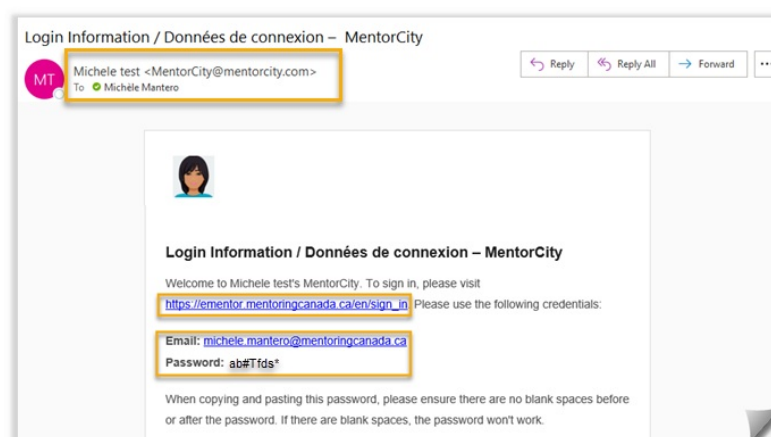 Login Information / Données de connexion – MentorCity
MT
Michele test <MentorCity@mentorcity.com>
To Michèle Mantero
Reply
Reply All
Forward
Login Information / Données de connexion – MentorCity
Welcome to Michele test's MentorCity. To sign in, please visit
https://ementor.mentoringcanada.ca/en/sign_in. Please use the following credentials:
Email: michele.mantero@mentoringcanada.ca
Password: ab#Tfds*
When copying and pasting this password, please ensure there are no blank spaces before
or after the password. If there are blank spaces, the password won't work.